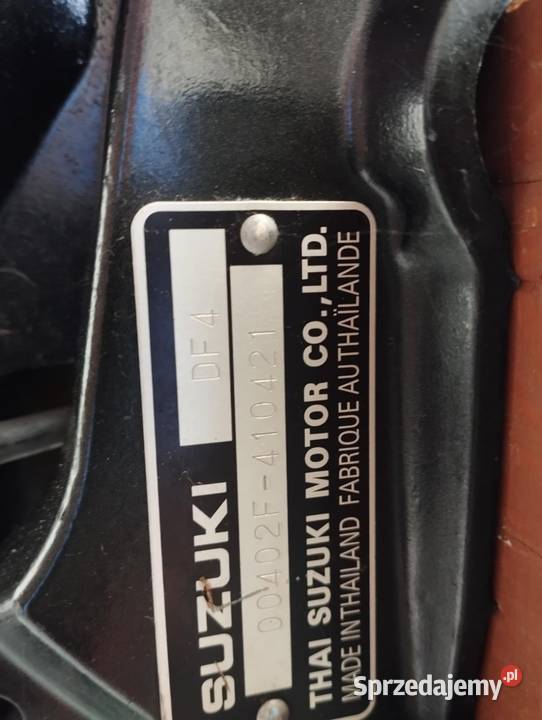 SUZUKI DF4
00402F-410421
THAI SUZUKI MOTOR CO.,LTD.
MADE IN THAILAND FABRIQUE AU THAÏLANDE
Sprzedajemy.pl